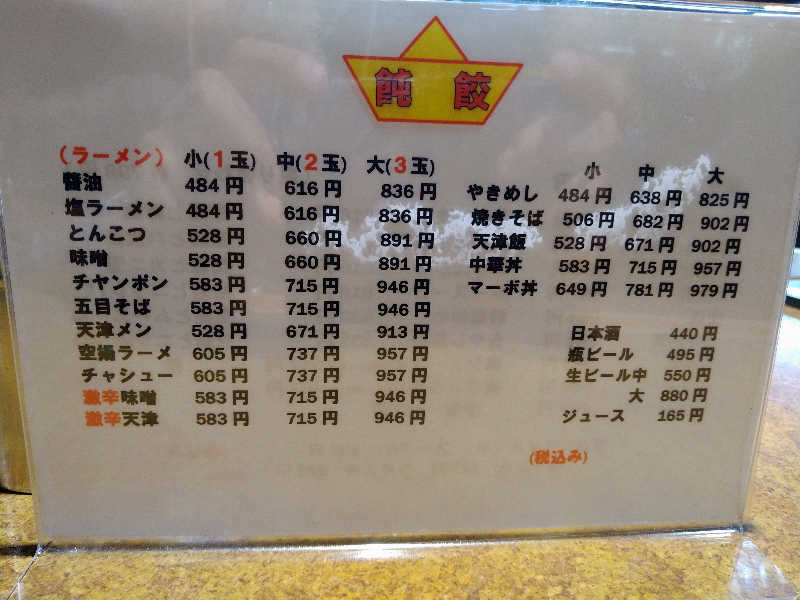 飩餃
(ラーメン) 小(1玉) 中(2玉) 大(3玉)
醬油 484円 616円 836円
塩ラーメン 484円 616円 836円
とんこつ 528円 660円 891円
味噌 528円 660円 891円
チャンポン 583円 715円 946円
五目そば 583円 715円 946円
天津メン 528円 671円 913円
空揚ラーメ 605円 737円 957円
チャシュー 605円 737円 957円
激辛味噌 583円 715円 946円
激辛天津 583円 715円 946円
小 中 大
やきめし 484円 638円 825円
焼きそば 506円 682円 902円
天津飯 528円 671円 902円
中華丼 583円 715円 957円
マーボ丼 649円 781円 979円
日本酒 440円
瓶ビール 495円
生ビール中 550円
大 880円
ジュース 165円
(税込み)